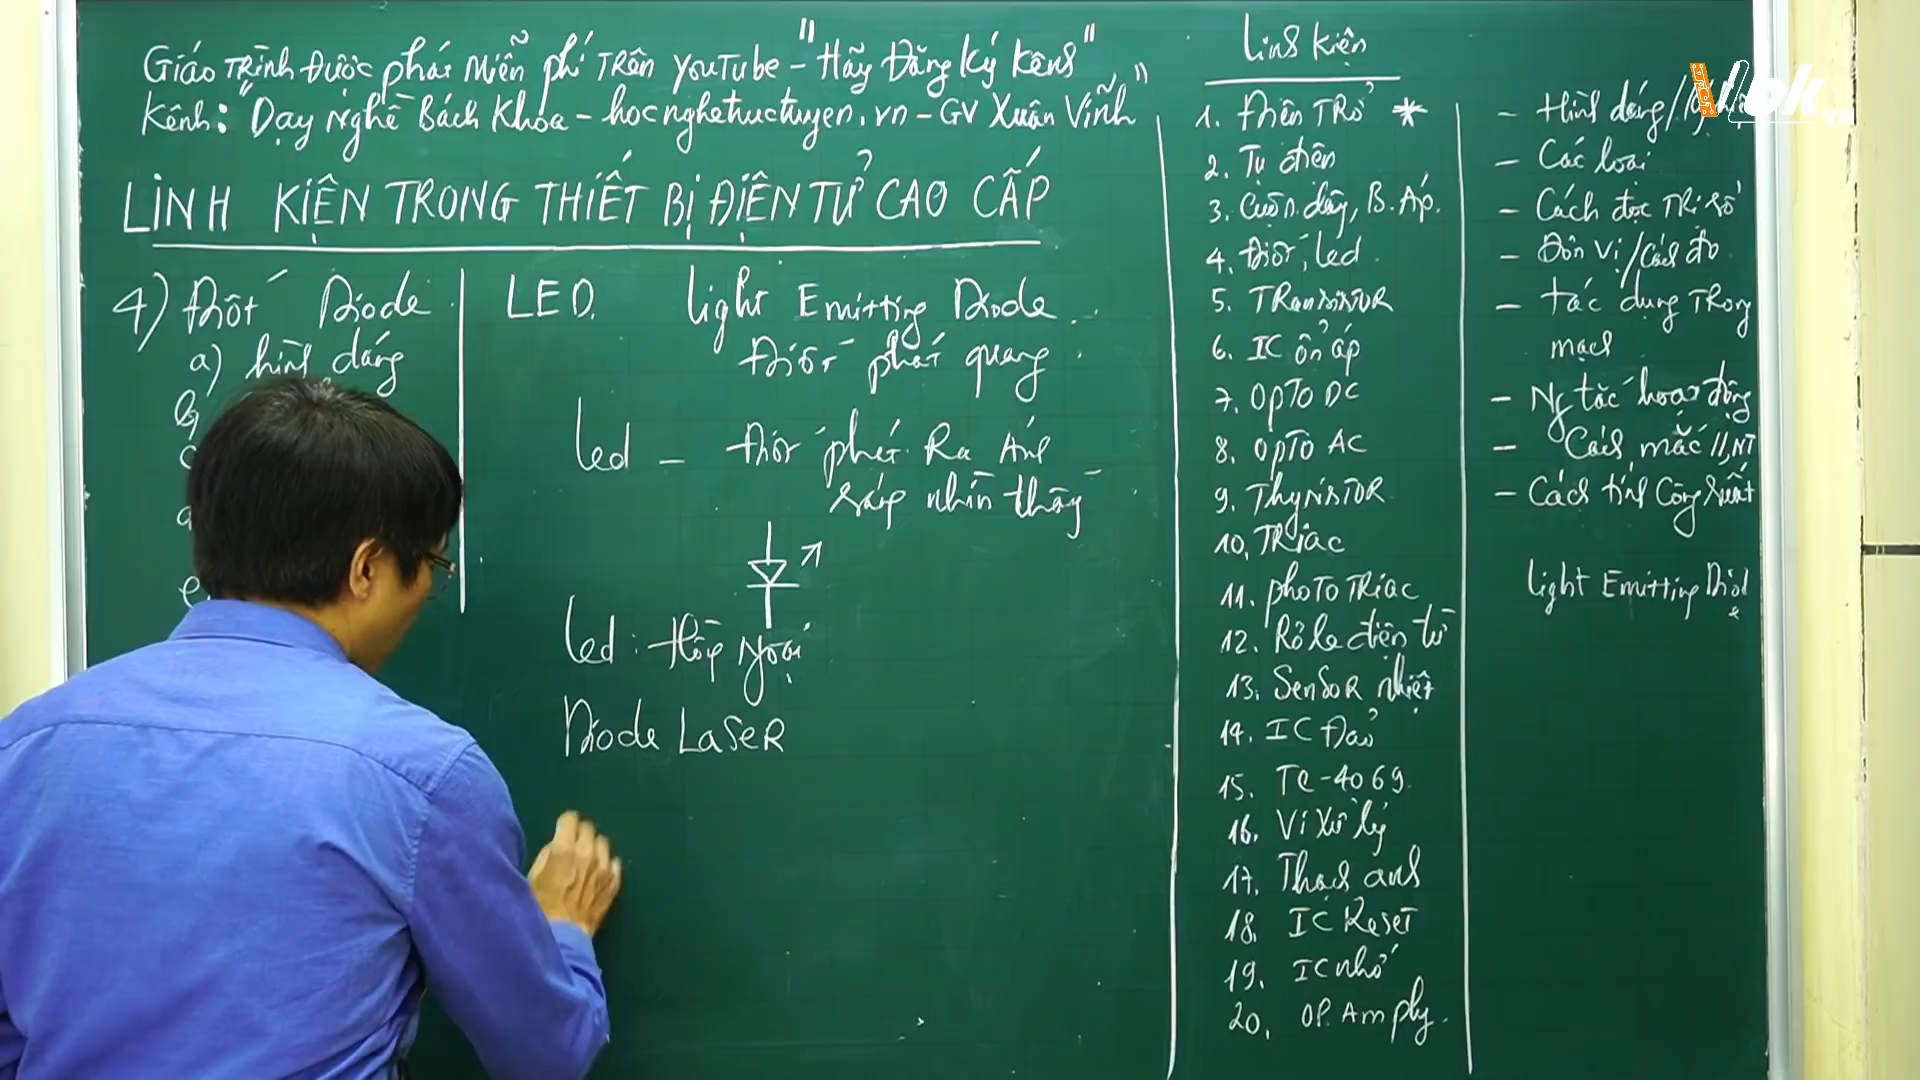 Giáo Trình Được phát Miễn phí Trên YouTube - "Hãy Đăng ký kênh"
Kênh: "Dạy Nghề Bách Khoa - hocnghetructuyen.vn - GV Xuân Vinh"
LINH KIỆN TRONG THIẾT BỊ ĐIỆN TỬ CAO CẤP
4) Điốt Diode
a) hình dáng
LED. Light Emitting Diode
Điốt phát quang
Led - Điốt phát Ra Ánh
sáng nhìn thấy
Led: Hồng Ngoại
Diode LaseR
Linh kiện
1. Điện TRở *
2. Tụ điện
3. Cuộn dây, B. Áp.
4. Điốt, Led
5. TRansisToR
6. IC ổn áp
7. OpTo DC
8. OpTo AC
9. ThyRisToR
10. TRiac
11. phoTo TRiac
12. Rơ le điện từ
13. SenSoR nhiệt
14. IC Đảo
15. TC-4069
16. Vi Xử lý
17. Thạch anh
18. IC ReseT
19. IC nhớ
20. OP. Amply.
- Hình dáng/
- Các loại
- Cách đọc TRị số
- Đơn Vị/Cách đo
- Tác dụng TRong
mạch
- Ng tắc hoạt động
- Cách mắc //, NT
- Cách tính Công Suất
Light Emitting Diod
e
Vlok.vn